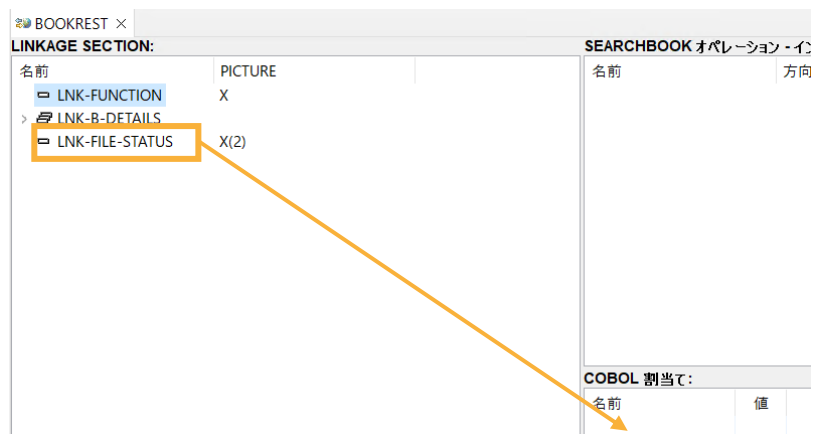 BOOKREST
LINKAGE SECTION:
名前 PICTURE
LNK-FUNCTION X
LNK-B-DETAILS
LNK-FILE-STATUS X(2)
SEARCHBOOK オペレーション - イン
名前 方向
COBOL 割当て:
名前 値